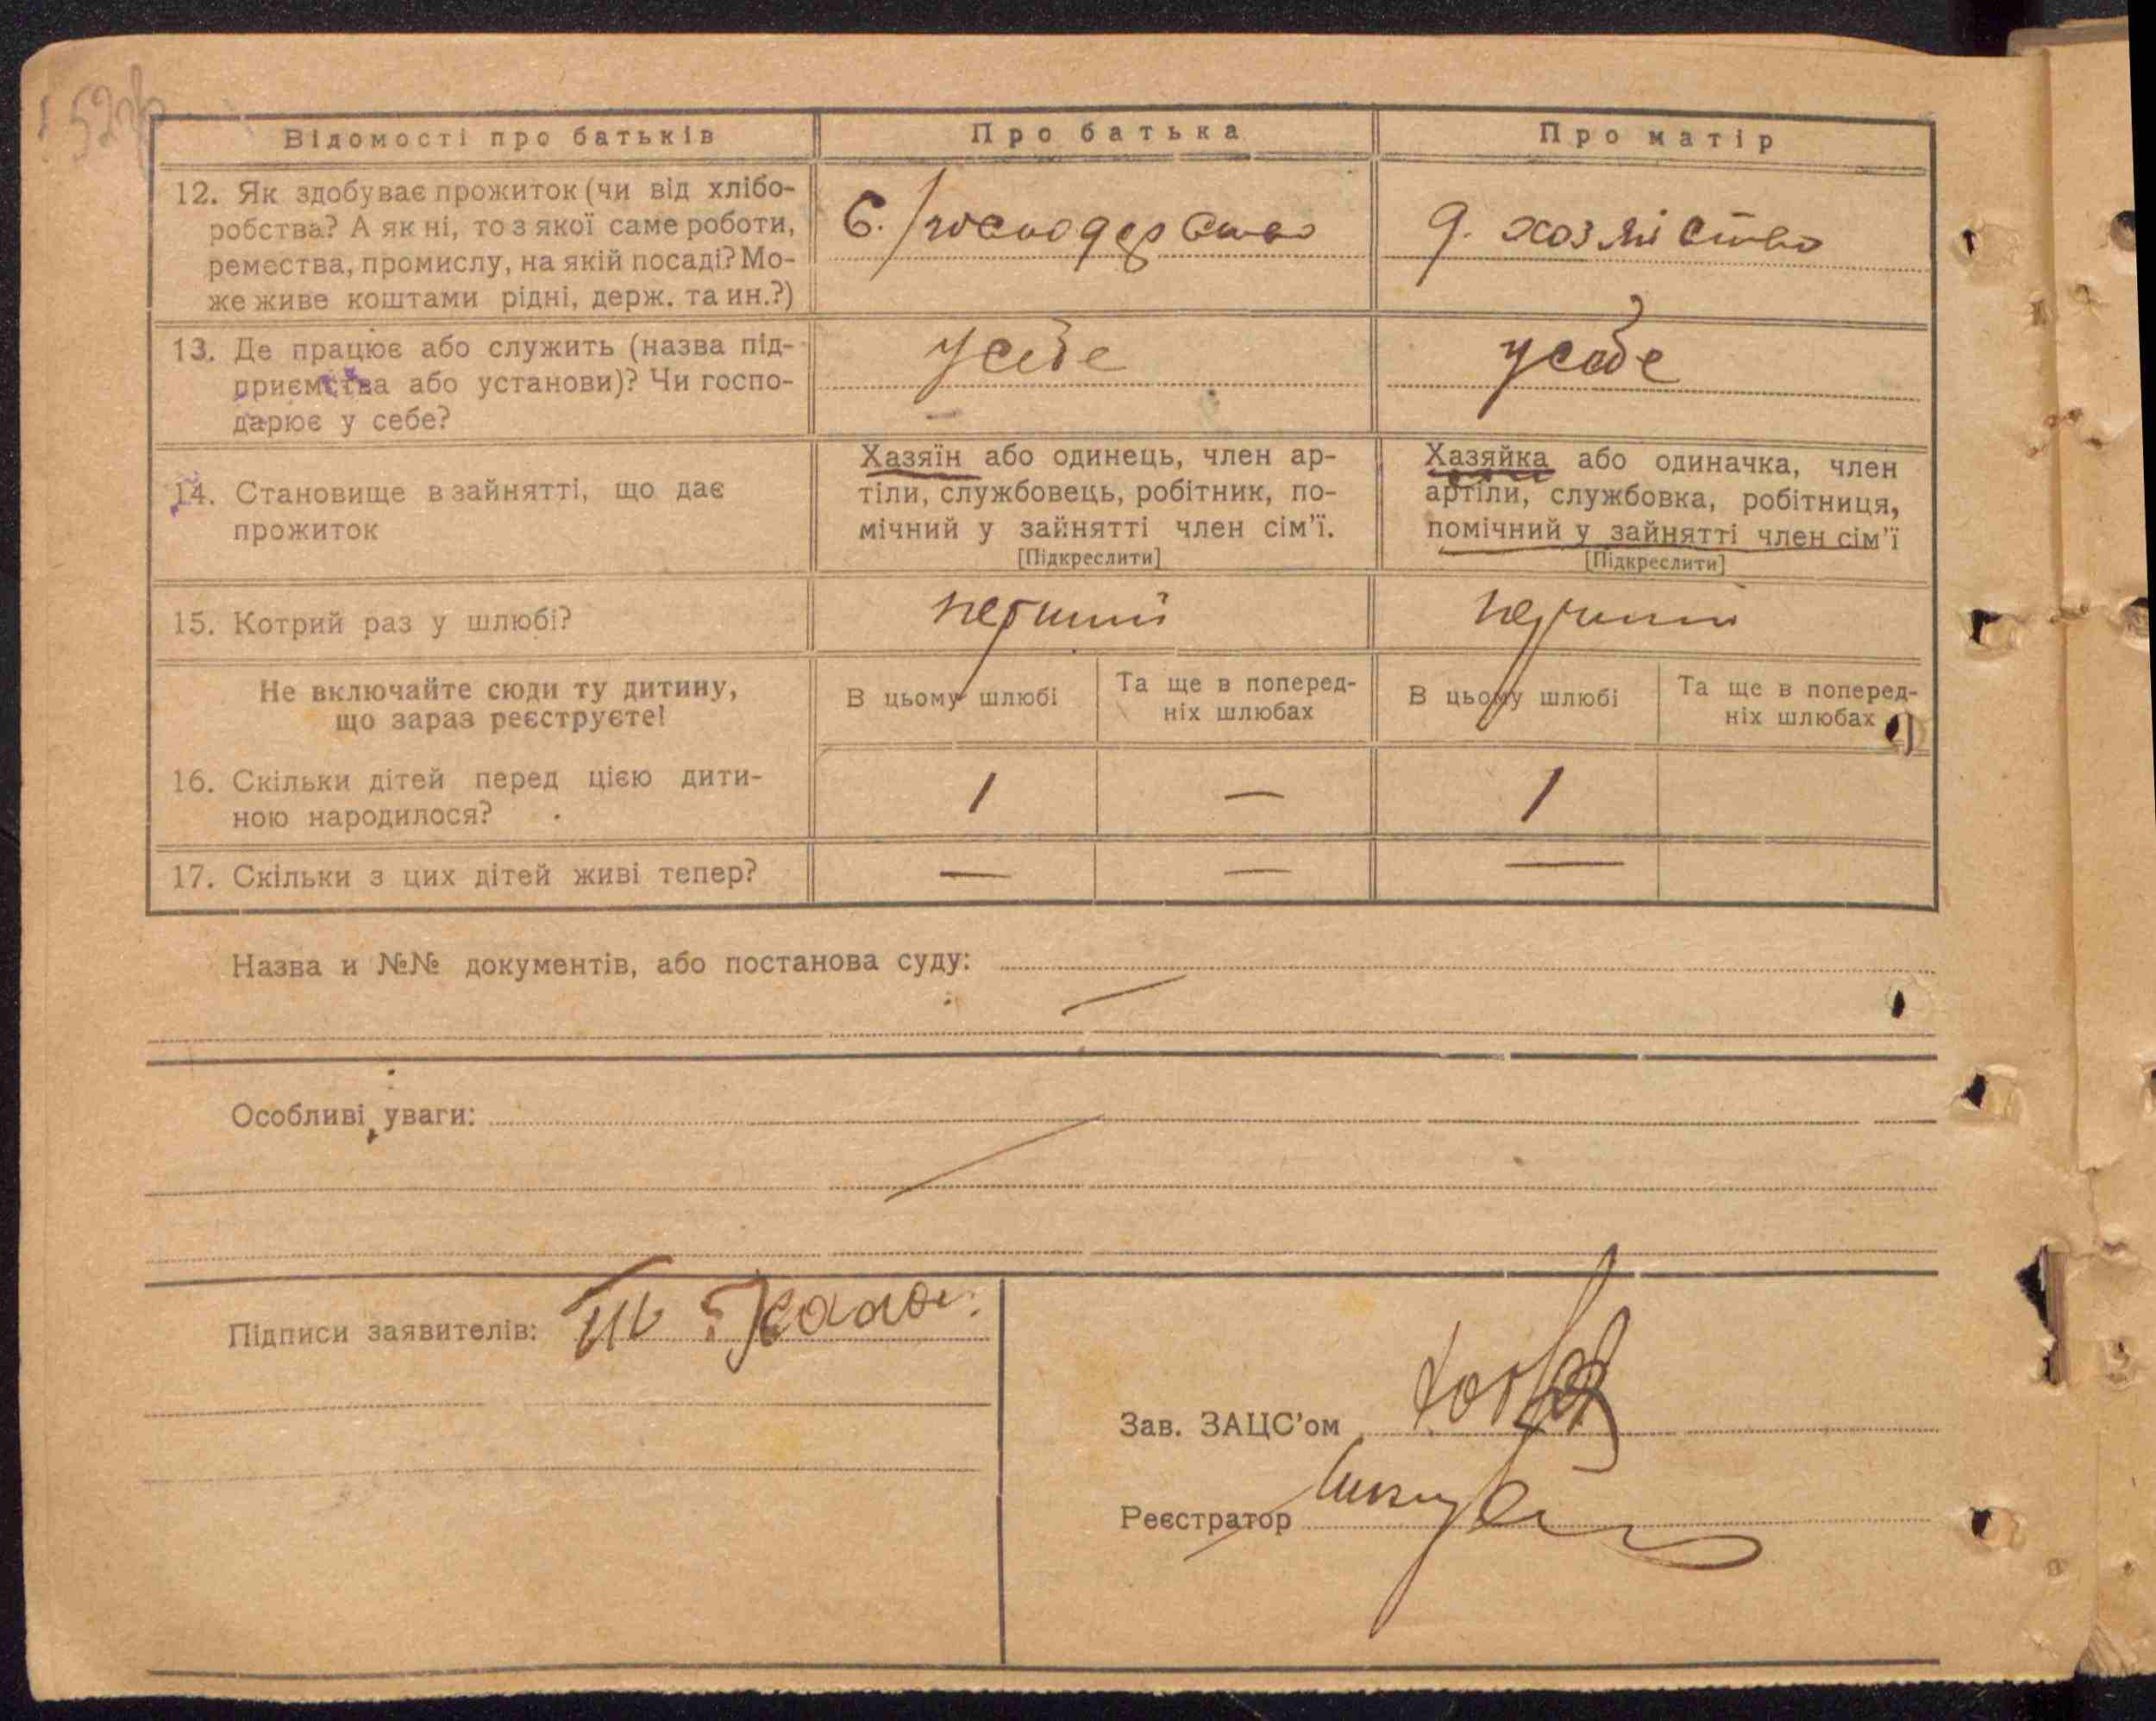 Відомості про батьків
Про батька
Про матір
12. Як здобуває прожиток (чи від хлібо-
робства? А як ні, то з якої саме роботи,
ремества, промислу, на якій посаді? Мо-
же живе коштами рідні, держ. та ин.?)
С./господарство
д. хозяйство
13. Де працює або служить (назва під-
приємства або установи)? Чи госпо-
дарює у себе?
у себе
у себе
14. Становище в зайнятті, що дає
прожиток
Хазяїн або одинець, член ар-
тіли, службовець, робітник, по-
мічний у зайнятті член сім'ї.
[Підкреслити]
Хазяйка або одиначка, член
артіли, службовка, робітниця,
помічний у зайнятті член сім'ї
[Підкреслити]
15. Котрий раз у шлюбі?
перший
перший
Не включайте сюди ту дитину,
що зараз реєструєте!
В цьому шлюбі
Та ще в поперед-
ніх шлюбах
В цьому шлюбі
Та ще в поперед-
ніх шлюбах
16. Скільки дітей перед цією дити-
ною народилося?
1
—
1
17. Скільки з цих дітей живі тепер?
—
—
—
Назва и №№ документів, або постанова суду:
Особливі уваги:
Підписи заявителів:
Зав. ЗАЦС'ом
Реєстратор